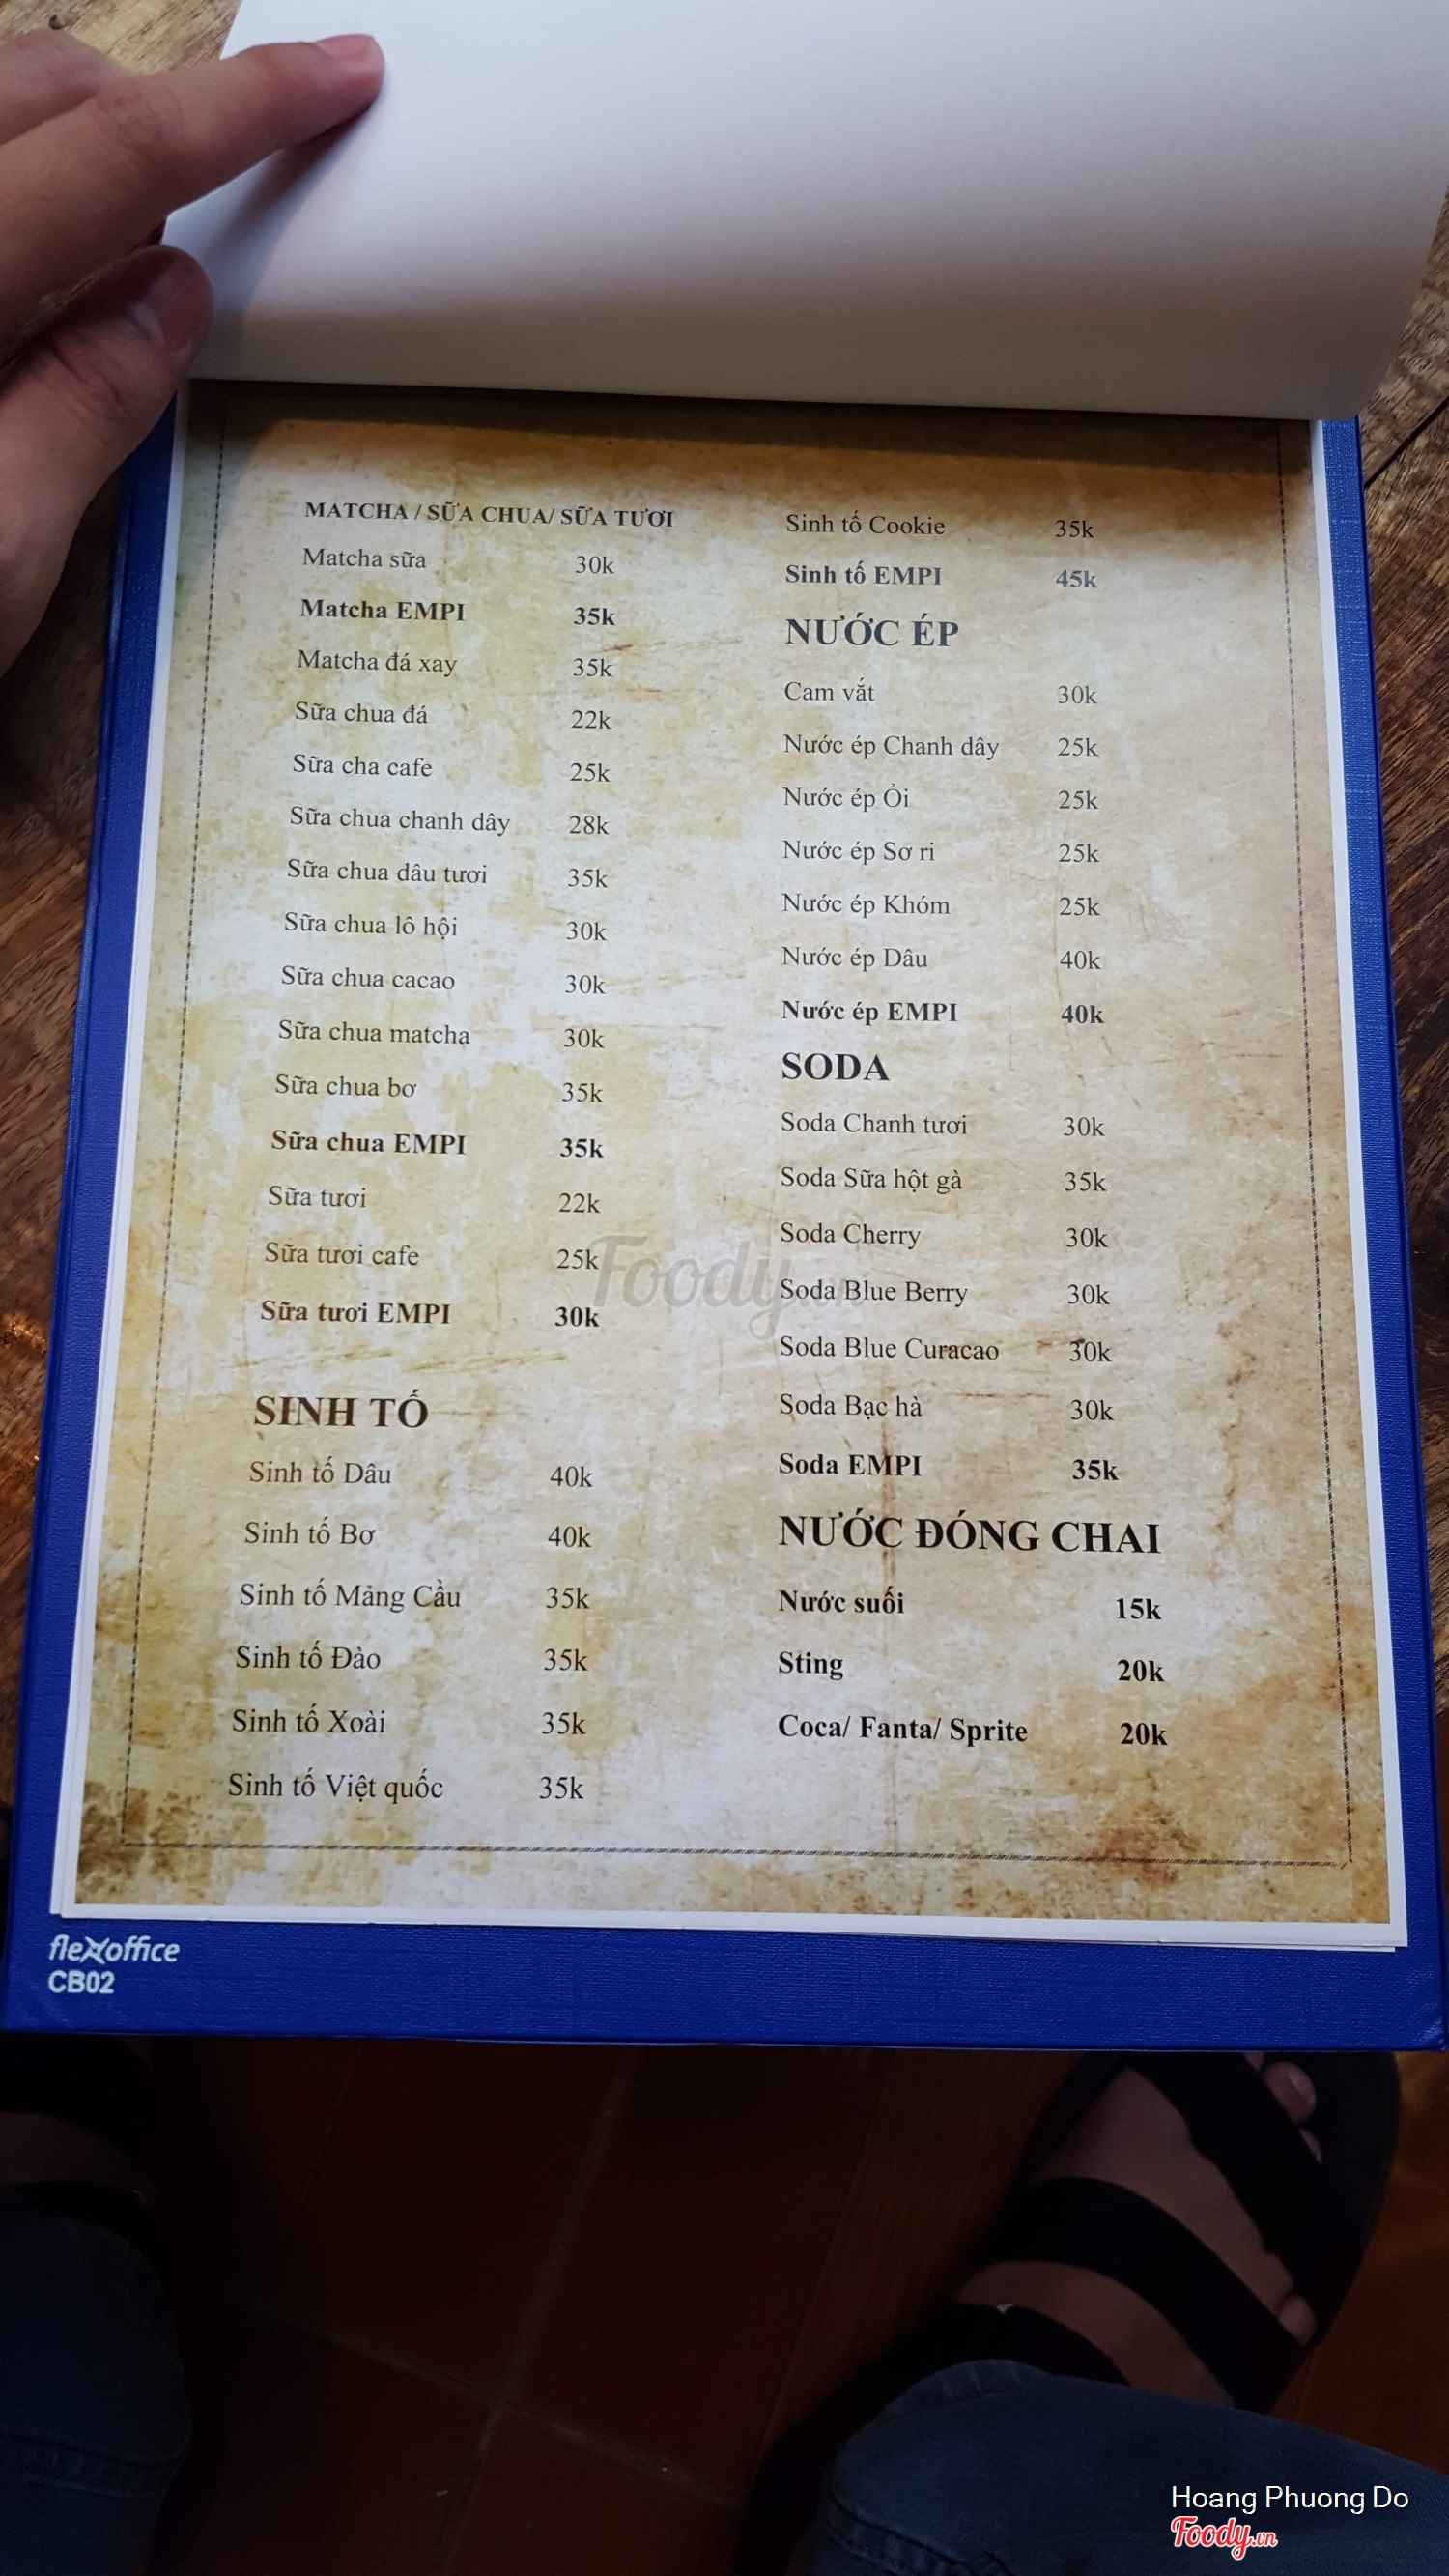 MATCHA / SỮA CHUA/ SỮA TƯƠI
Matcha sữa 30k
Matcha EMPI 35k
Matcha đá xay 35k
Sữa chua đá 22k
Sữa cha cafe 25k
Sữa chua chanh dây 28k
Sữa chua dâu tươi 35k
Sữa chua lô hội 30k
Sữa chua cacao 30k
Sữa chua matcha 30k
Sữa chua bơ 35k
Sữa chua EMPI 35k
Sữa tươi 22k
Sữa tươi cafe 25k
Sữa tươi EMPI 30k
SINH TỐ
Sinh tố Dâu 40k
Sinh tố Bơ 40k
Sinh tố Mảng Cầu 35k
Sinh tố Đào 35k
Sinh tố Xoài 35k
Sinh tố Việt quốc 35k
Sinh tố Cookie 35k
Sinh tố EMPI 45k
NƯỚC ÉP
Cam vắt 30k
Nước ép Chanh dây 25k
Nước ép Ổi 25k
Nước ép Sơ ri 25k
Nước ép Khóm 25k
Nước ép Dâu 40k
Nước ép EMPI 40k
SODA
Soda Chanh tươi 30k
Soda Sữa hột gà 35k
Soda Cherry 30k
Soda Blue Berry 30k
Soda Blue Curacao 30k
Soda Bạc hà 30k
Soda EMPI 35k
NƯỚC ĐÓNG CHAI
Nước suối 15k
Sting 20k
Coca/ Fanta/ Sprite 20k
Foody.vn
flexoffice
CB02
Hoang Phuong Do
Foody.vn